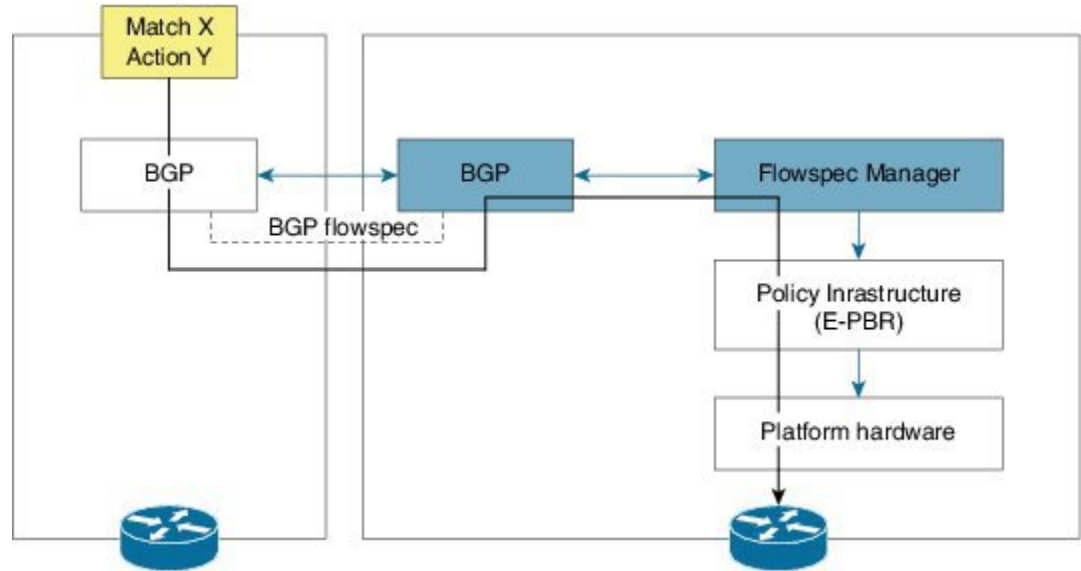 Match X
Action Y
BGP
BGP
Flowspec Manager
BGP flowspec
Policy Inrastructure
(E-PBR)
Platform hardware